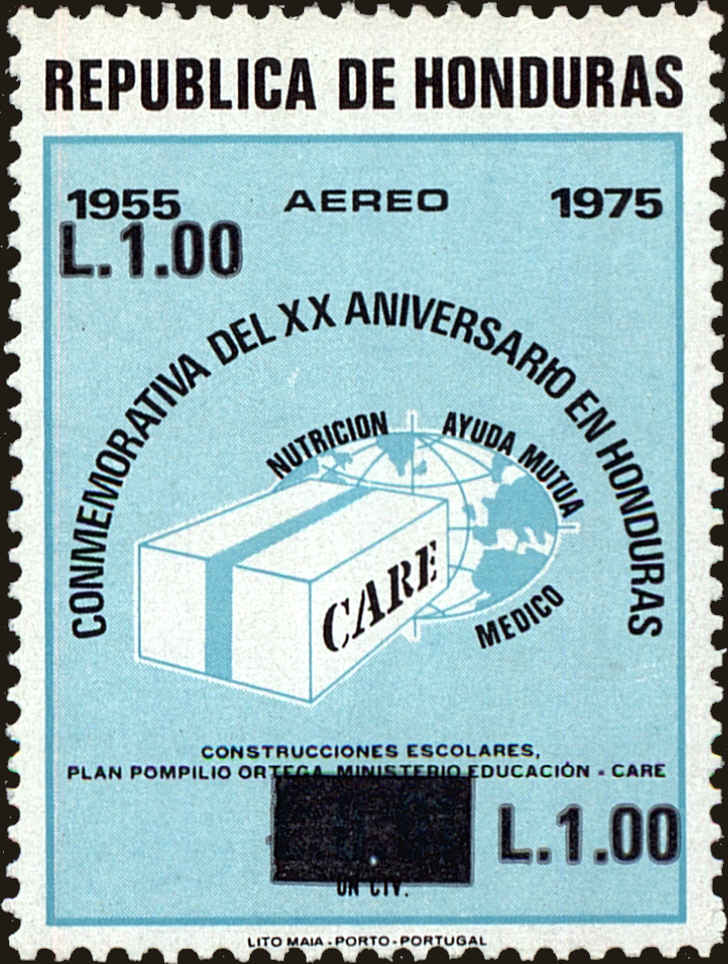 REPUBLICA DE HONDURAS
1955 AEREO 1975
L.1.00
CONMEMORATIVA DEL XX ANIVERSARIO EN HONDURAS
NUTRICION AYUDA MUTUA
MEDICO
CARE
CONSTRUCCIONES ESCOLARES,
PLAN POMPILIO ORTEGA, MINISTERIO EDUCACIÓN - CARE
L.1.00
UN CTV.
LITO MAIA - PORTO - PORTUGAL